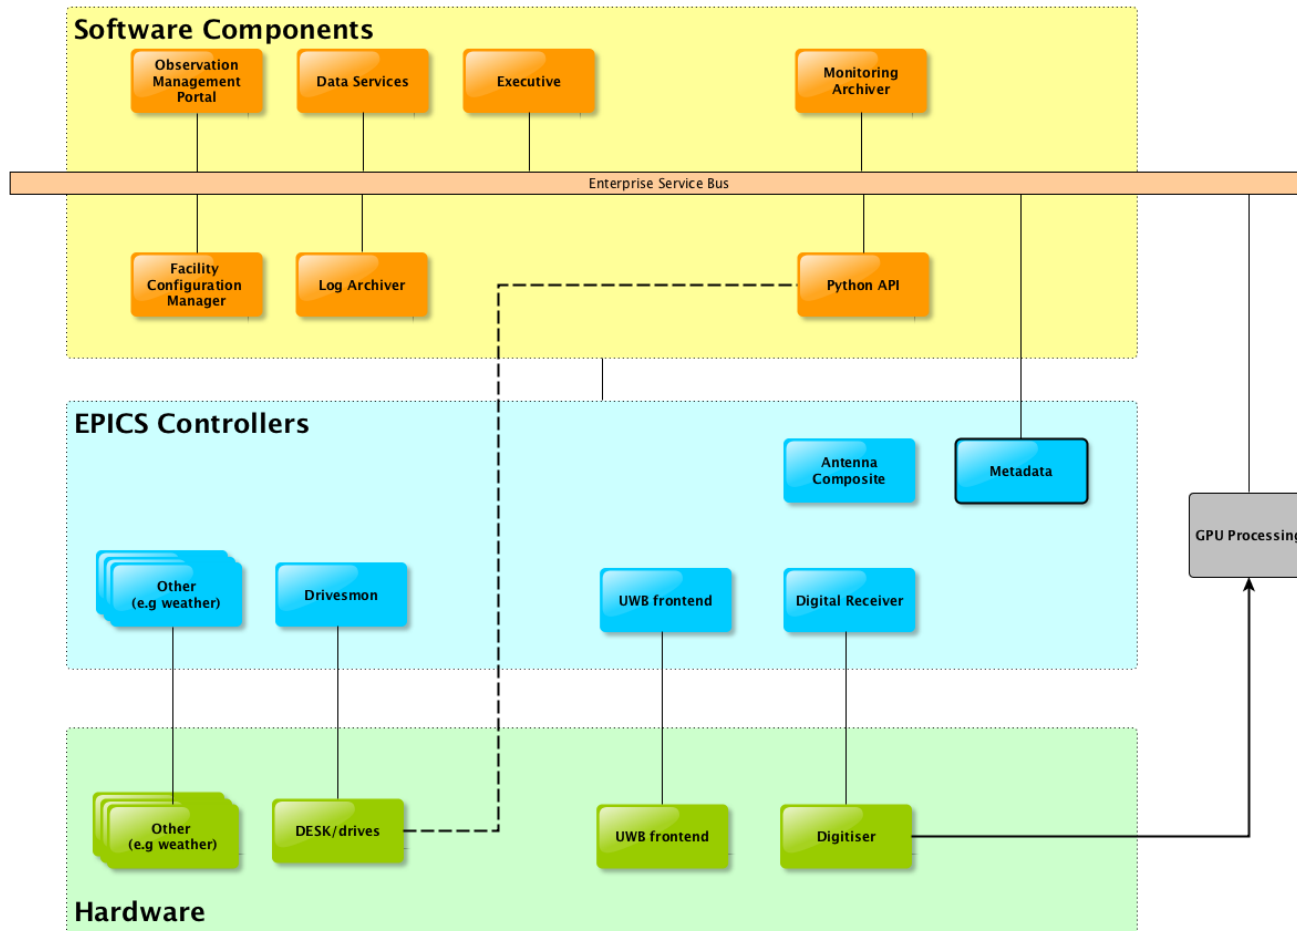 Software Components
Observation
Management
Portal
Data Services
Executive
Monitoring
Archiver
Enterprise Service Bus
Facility
Configuration
Manager
Log Archiver
Python API
EPICS Controllers
Antenna
Composite
Metadata
GPU Processing
Other
(e.g weather)
Drivesmon
UWB frontend
Digital Receiver
Other
(e.g weather)
DESK/drives
UWB frontend
Digitiser
Hardware